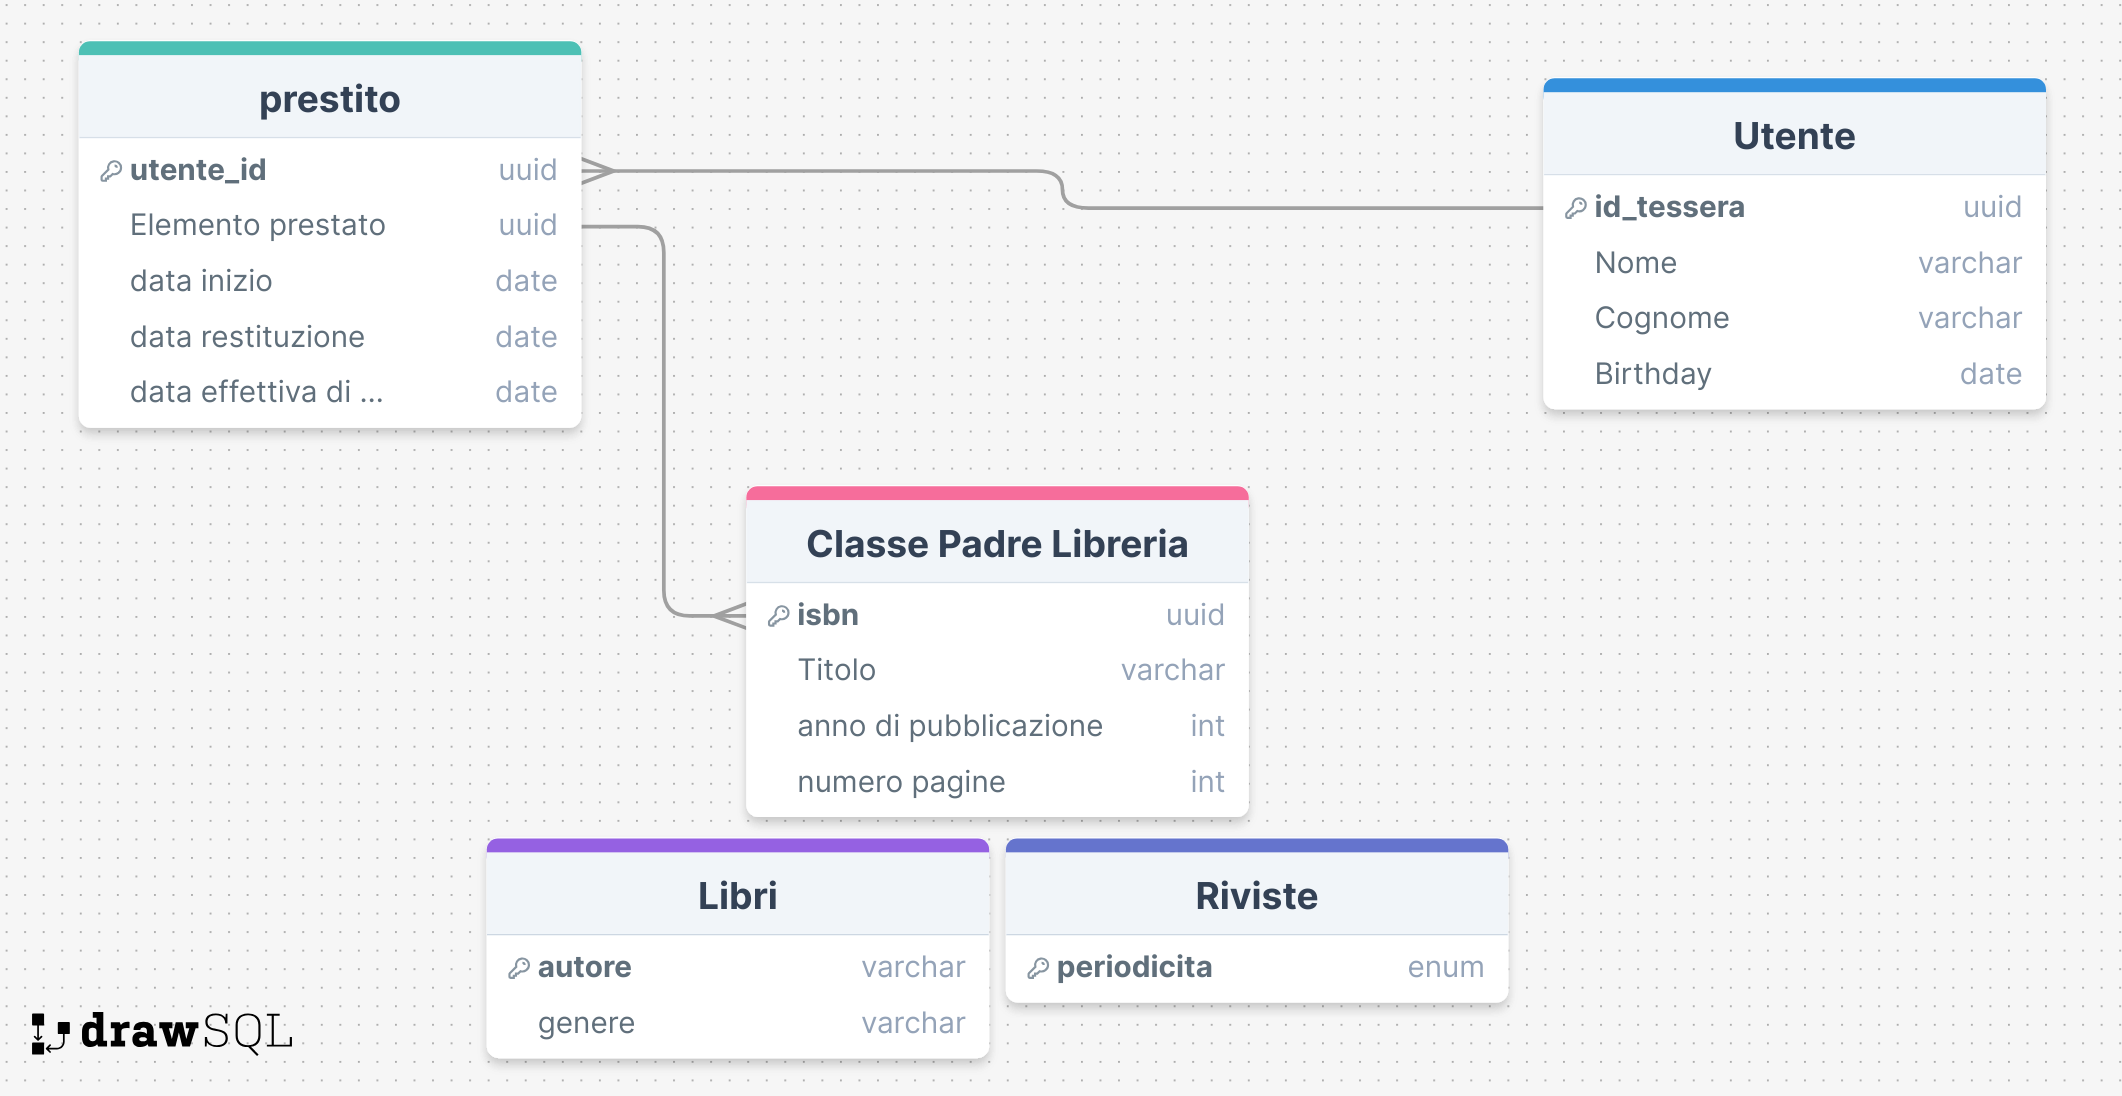 prestito
utente_id uuid
Elemento prestato uuid
data inizio date
data restituzione date
data effettiva di ... date
Utente
id_tessera uuid
Nome varchar
Cognome varchar
Birthday date
Classe Padre Libreria
isbn uuid
Titolo varchar
anno di pubblicazione int
numero pagine int
Libri
autore varchar
genere varchar
Riviste
periodicita enum
drawSQL